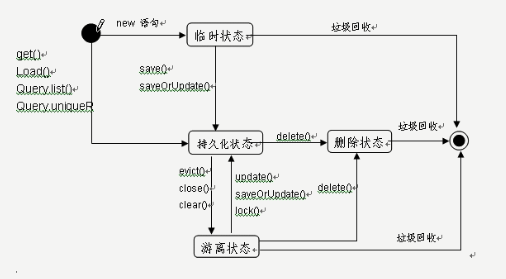 new 语句
临时状态
垃圾回收
get()
Load()
Query.list()
Query.uniqueR
save()
saveOrUpdate()
持久化状态
delete()
删除状态
垃圾回收
evict()
close()
clear()
update()
saveOrUpdate()
lock()
delete()
游离状态
垃圾回收